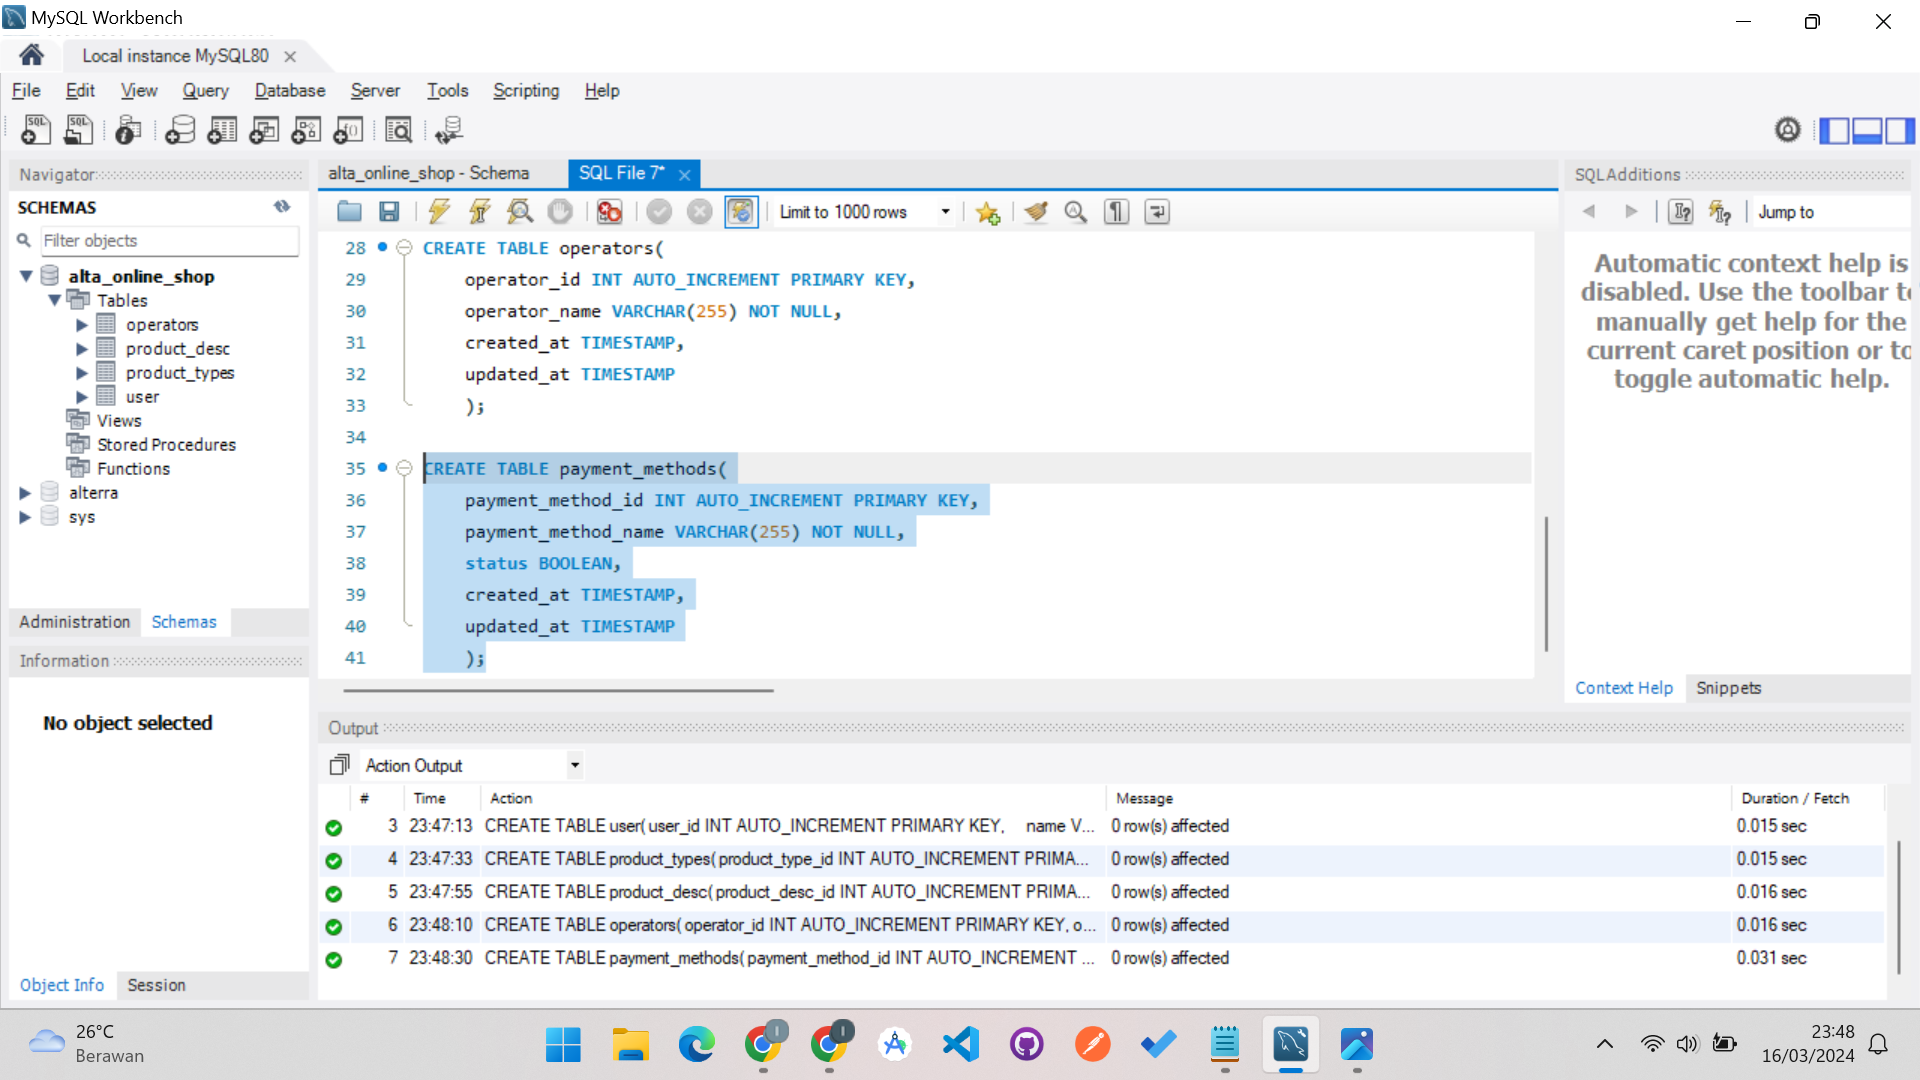 MySQL Workbench
Local instance MySQL80
File Edit View Query Database Server Tools Scripting Help
Navigator
SCHEMAS
Filter objects
alta_online_shop
Tables
operators
product_desc
product_types
user
Views
Stored Procedures
Functions
alterra
sys
Administration Schemas
Information
No object selected
Object Info Session
alta_online_shop - Schema SQL File 7*
Limit to 1000 rows
28 CREATE TABLE operators(
29 operator_id INT AUTO_INCREMENT PRIMARY KEY,
30 operator_name VARCHAR(255) NOT NULL,
31 created_at TIMESTAMP,
32 updated_at TIMESTAMP
33 );
34
35 CREATE TABLE payment_methods(
36 payment_method_id INT AUTO_INCREMENT PRIMARY KEY,
37 payment_method_name VARCHAR(255) NOT NULL,
38 status BOOLEAN,
39 created_at TIMESTAMP,
40 updated_at TIMESTAMP
41 );
SQLAdditions
Jump to
Automatic context help is
disabled. Use the toolbar to
manually get help for the
current caret position or to
toggle automatic help.
Context Help Snippets
Output
Action Output
# Time Action Message Duration / Fetch
3 23:47:13 CREATE TABLE user( user_id INT AUTO_INCREMENT PRIMARY KEY, name V... 0 row(s) affected 0.015 sec
4 23:47:33 CREATE TABLE product_types( product_type_id INT AUTO_INCREMENT PRIMA... 0 row(s) affected 0.015 sec
5 23:47:55 CREATE TABLE product_desc( product_desc_id INT AUTO_INCREMENT PRIMA... 0 row(s) affected 0.016 sec
6 23:48:10 CREATE TABLE operators( operator_id INT AUTO_INCREMENT PRIMARY KEY, o... 0 row(s) affected 0.016 sec
7 23:48:30 CREATE TABLE payment_methods( payment_method_id INT AUTO_INCREMENT ... 0 row(s) affected 0.031 sec
26°C
Berawan
23:48
16/03/2024